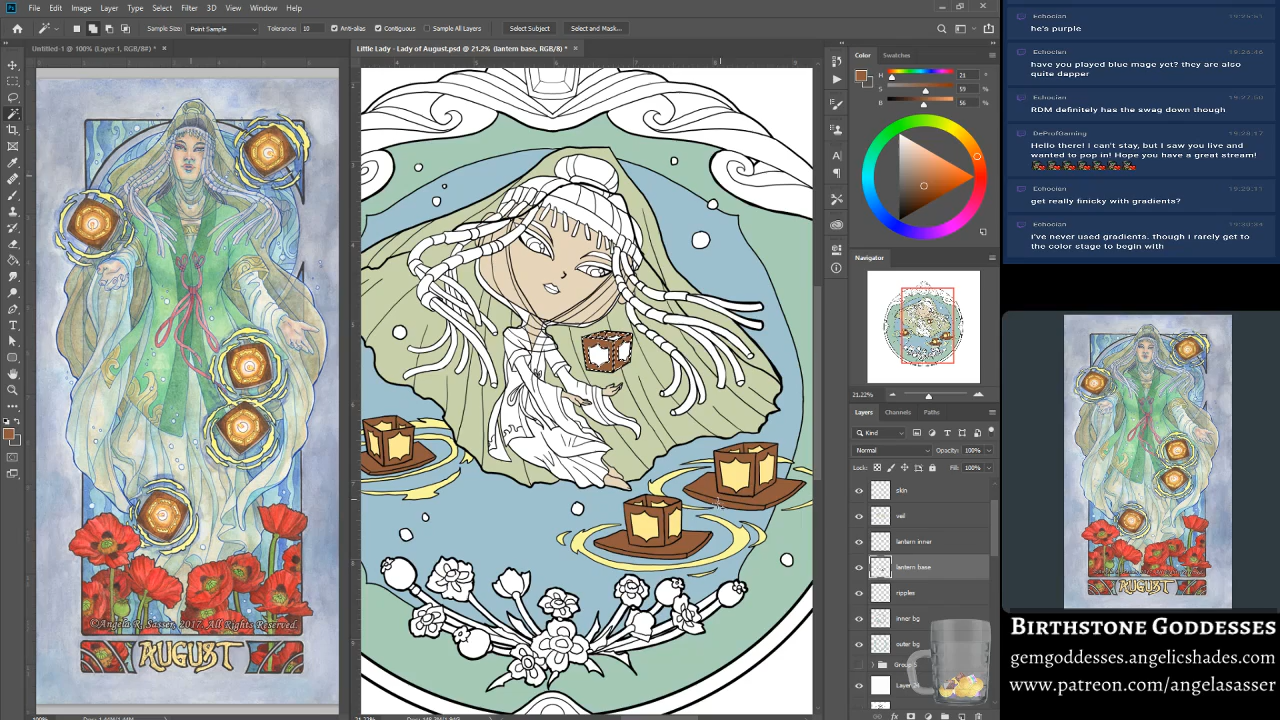 File Edit Image Layer Type Select Filter 3D View Window Help
Sample Size: Point Sample Tolerance: 10 Anti-alias Contiguous Sample All Layers Select Subject Select and Mask...
Untitled-1 @ 100% (Layer 1, RGB/8#) * ×
Little Lady - Lady of August.psd @ 21.2% (lantern base, RGB/8) * ×
Color Swatches
H 21 °
S 59 %
B 56 %
Navigator
21.22%
Layers Channels Paths
Kind
Normal Opacity: 100%
Lock: Fill: 100%
skin
veil
lantern inner
lantern base
ripples
inner bg
outer bg
Layer 24
©Angela R. Sasser, 2017. All Rights Reserved.
AUGUST
100%
21.22%
he's purple
Echocian
have you played blue mage yet? they are also
quite dapper
Echocian
RDM definitely has the swag down though
DeProfGaming
Hello there! I can't stay, but I saw you live and
wanted to pop in! Hope you have a great stream!
Echocian
get really finicky with gradients?
Echocian
i've never used gradients. though i rarely get to
the color stage to begin with
AUGUST
Birthstone Goddesses
gemgoddesses.angelicshades.com
www.patreon.com/angelasasser